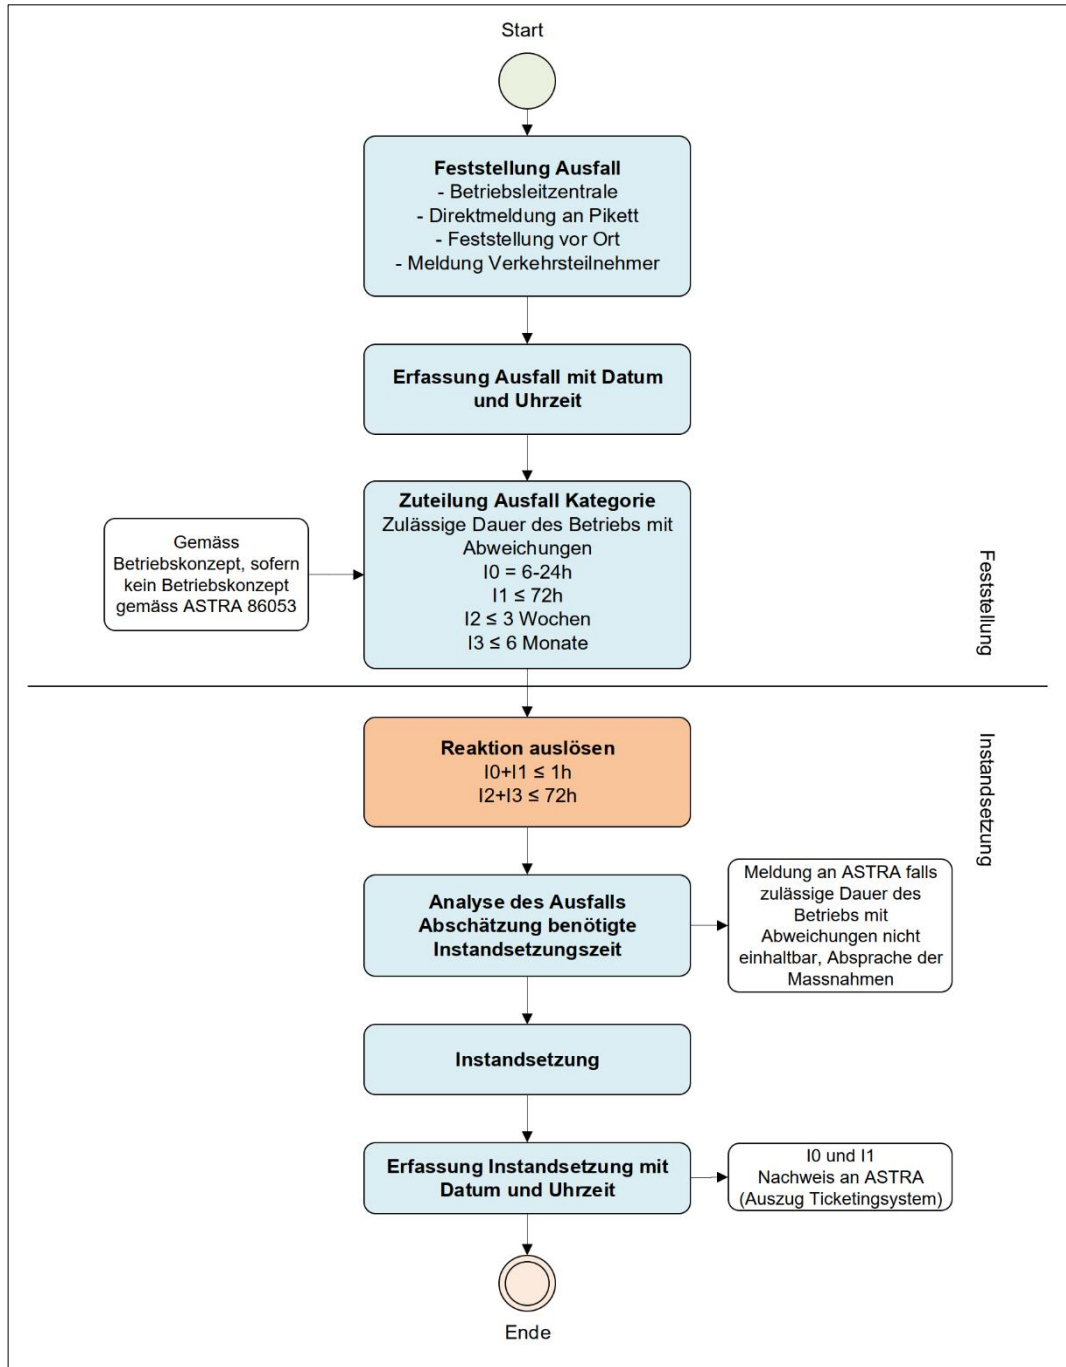 Start
Feststellung Ausfall
- Betriebsleitzentrale
- Direktmeldung an Pikett
- Feststellung vor Ort
- Meldung Verkehrsteilnehmer
Erfassung Ausfall mit Datum
und Uhrzeit
Zuteilung Ausfall Kategorie
Zulässige Dauer des Betriebs mit
Abweichungen
I0 = 6-24h
I1 ≤ 72h
I2 ≤ 3 Wochen
I3 ≤ 6 Monate
Gemäss
Betriebskonzept, sofern
kein Betriebskonzept
gemäss ASTRA 86053
Feststellung
Reaktion auslösen
I0+I1 ≤ 1h
I2+I3 ≤ 72h
Instandsetzung
Analyse des Ausfalls
Abschätzung benötigte
Instandsetzungszeit
Meldung an ASTRA falls
zulässige Dauer des
Betriebs mit
Abweichungen nicht
einhaltbar, Absprache der
Massnahmen
Instandsetzung
Erfassung Instandsetzung mit
Datum und Uhrzeit
I0 und I1
Nachweis an ASTRA
(Auszug Ticketingsystem)
Ende